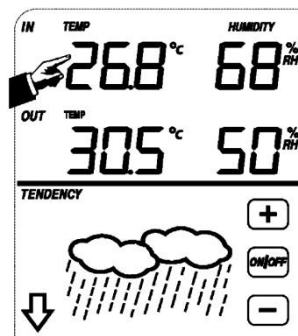 IN TEMP HUMIDITY
26.8 °C 68 % RH
OUT TEMP
30.5 °C 50 % RH
TENDENCY
+
ON/OFF
−